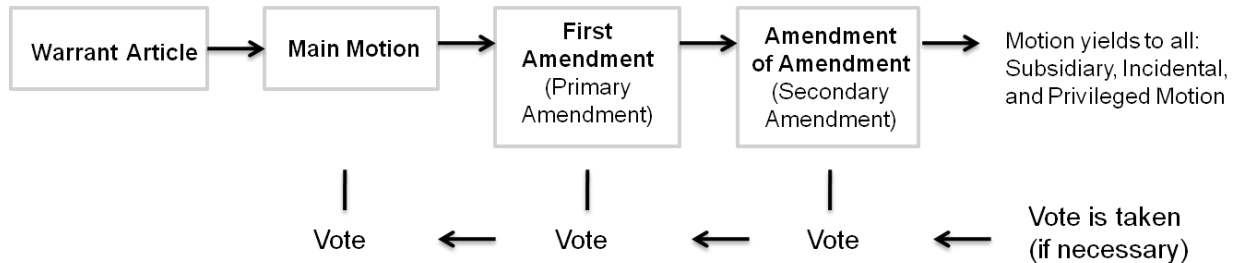 Warrant Article
Main Motion
First
Amendment
(Primary
Amendment)
Amendment
of Amendment
(Secondary
Amendment)
Motion yields to all:
Subsidiary, Incidental,
and Privileged Motion
Vote
Vote
Vote
Vote is taken
(if necessary)